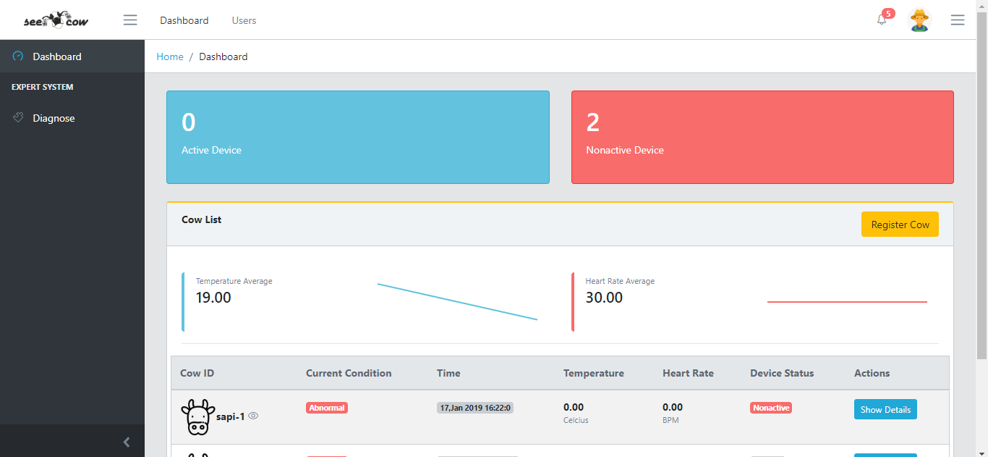 see cow
Dashboard
Users
5
Dashboard
EXPERT SYSTEM
Diagnose
Home / Dashboard
0
Active Device
2
Nonactive Device
Cow List
Register Cow
Temperature Average
19.00
Heart Rate Average
30.00
Cow ID Current Condition Time Temperature Heart Rate Device Status Actions
sapi-1 Abnormal 17,Jan 2019 16:22:0 0.00 0.00 Nonactive Show Details
Celcius BPM